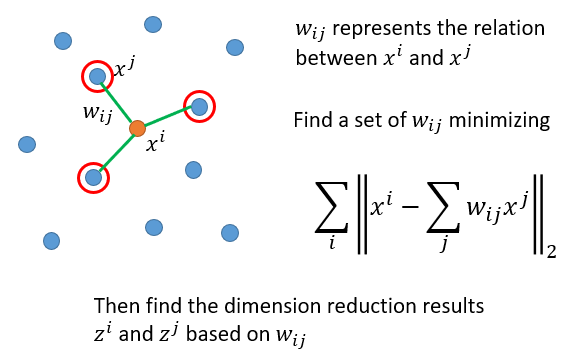 w_{ij} represents the relation
between x^i and x^j
x^j
w_{ij}
x^i
Find a set of w_{ij} minimizing
\sum_i \left\| x^i - \sum_j w_{ij} x^j \right\|_2
Then find the dimension reduction results
z^i and z^j based on w_{ij}